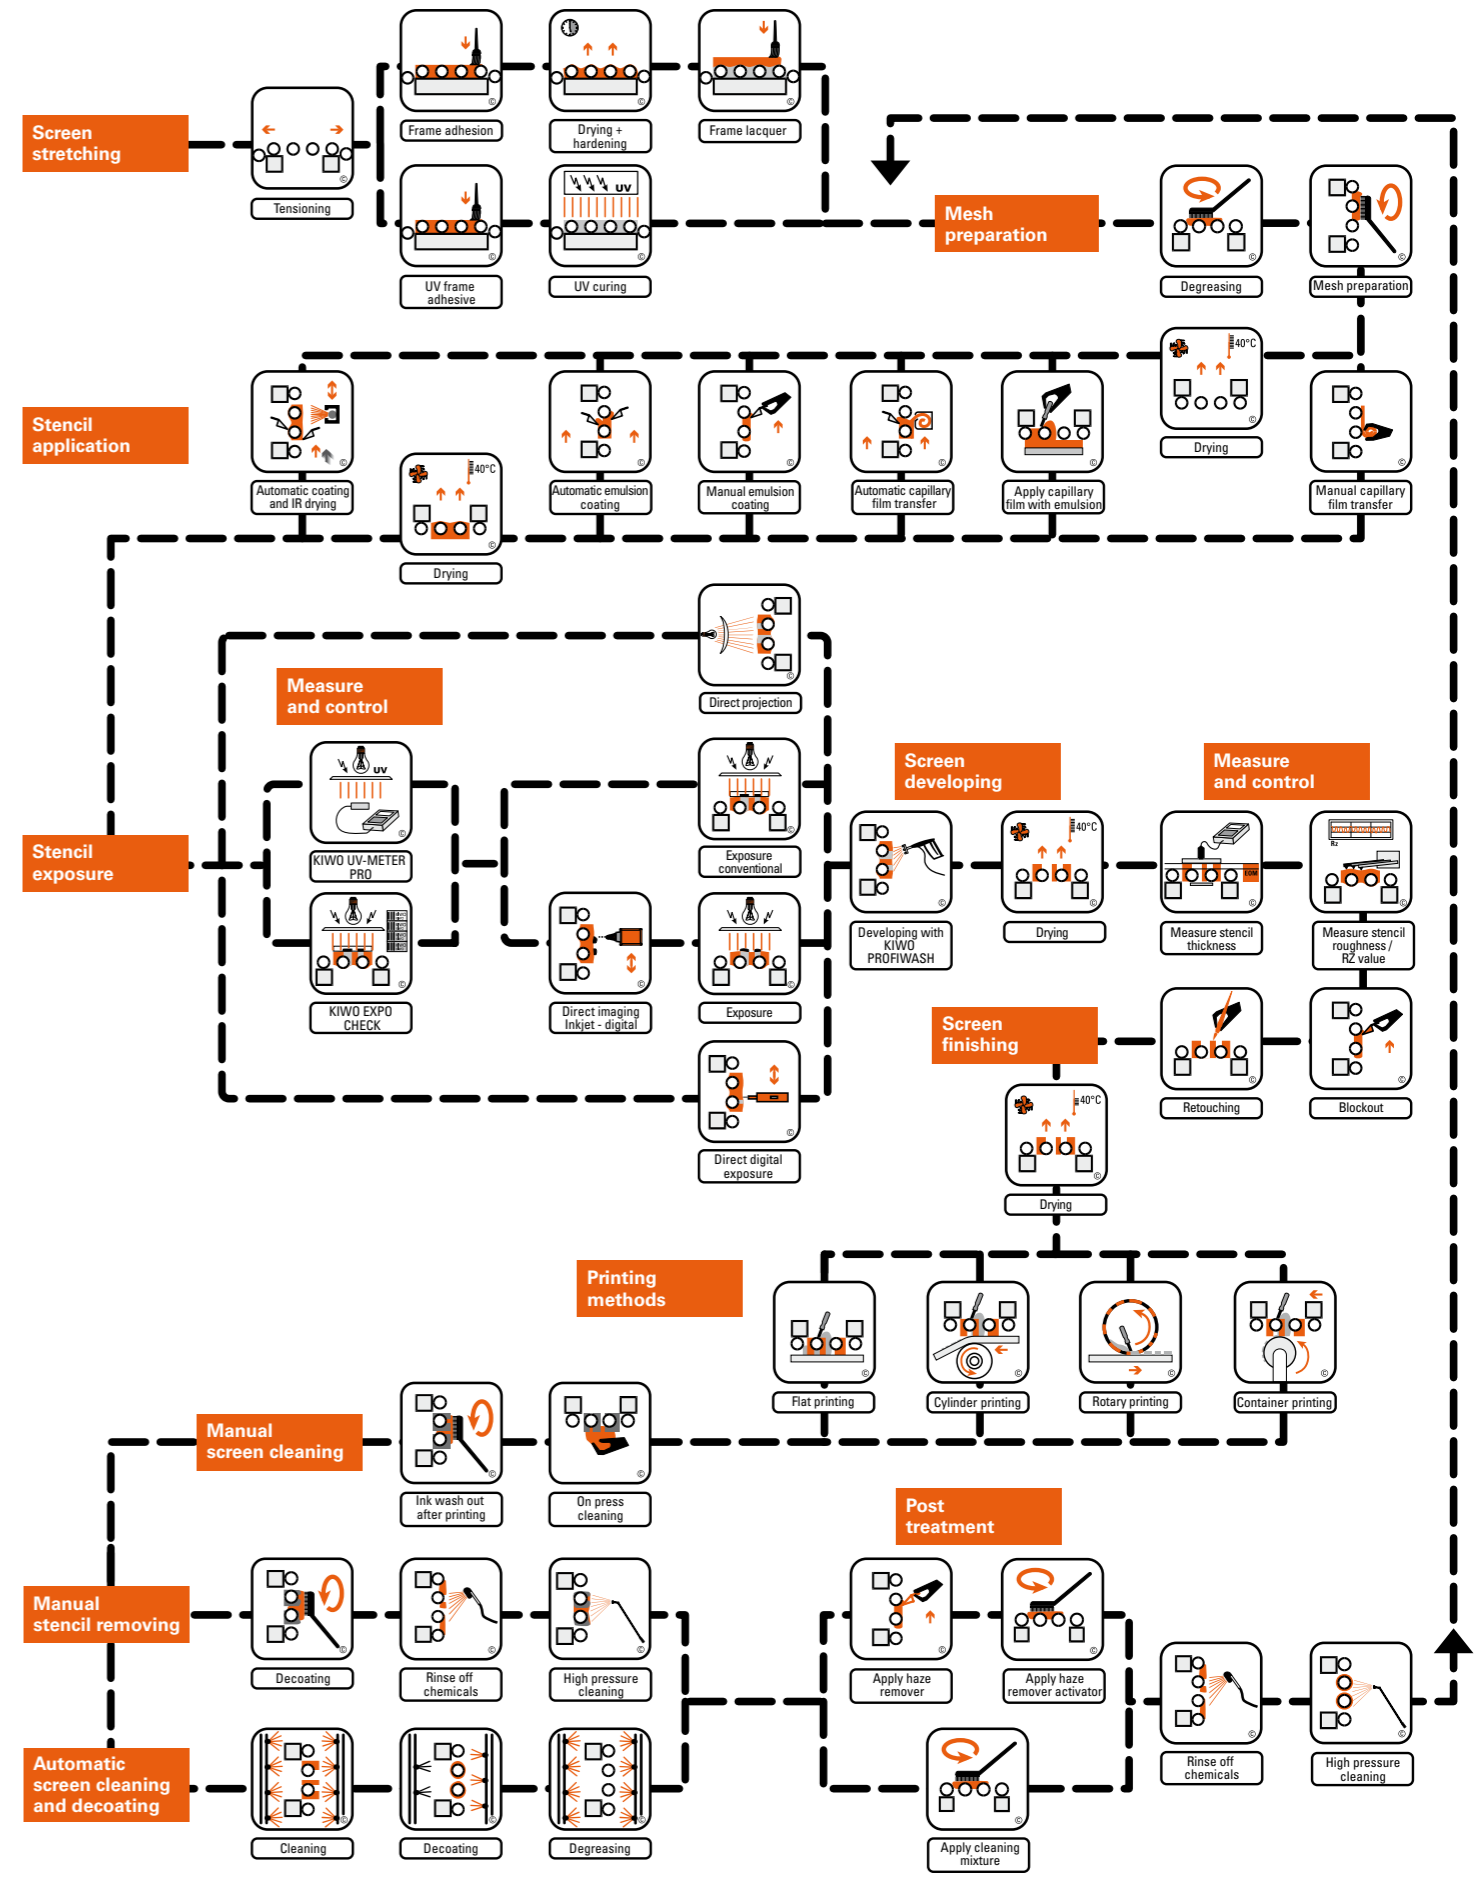 Screen
stretching
Tensioning
©
Frame adhesion
©
Drying +
hardening
©
Frame lacquer
©
UV frame
adhesive
©
UV
UV curing
©
Mesh
preparation
Degreasing
©
Mesh preparation
©
40°C
Drying
©
Stencil
application
Automatic coating
and IR drying
©
40°C
Drying
©
Automatic emulsion
coating
©
Manual emulsion
coating
©
Automatic capillary
film transfer
©
Apply capillary
film with emulsion
©
Manual capillary
film transfer
©
Direct projection
©
Measure
and control
Stencil
exposure
UV
KIWO UV-METER
PRO
©
KIWO EXPO
CHECK
©
Exposure
conventional
©
Direct imaging
Inkjet - digital
©
Exposure
©
Direct digital
exposure
©
Screen
developing
Developing with
KIWO
PROFIWASH
©
40°C
Drying
©
Measure
and control
EOM
Measure stencil
thickness
©
Rz
Measure stencil
roughness /
RZ value
©
Screen
finishing
Retouching
©
Blockout
©
40°C
Drying
©
Printing
methods
Flat printing
©
Cylinder printing
©
Rotary printing
©
Container printing
©
Manual
screen cleaning
Ink wash out
after printing
©
On press
cleaning
©
Manual
stencil removing
Decoating
©
Rinse off
chemicals
©
High pressure
cleaning
©
Post
treatment
Apply haze
remover
©
Apply haze
remover activator
©
Automatic
screen cleaning
and decoating
Cleaning
©
Decoating
©
Degreasing
©
Apply cleaning
mixture
©
Rinse off
chemicals
©
High pressure
cleaning
©